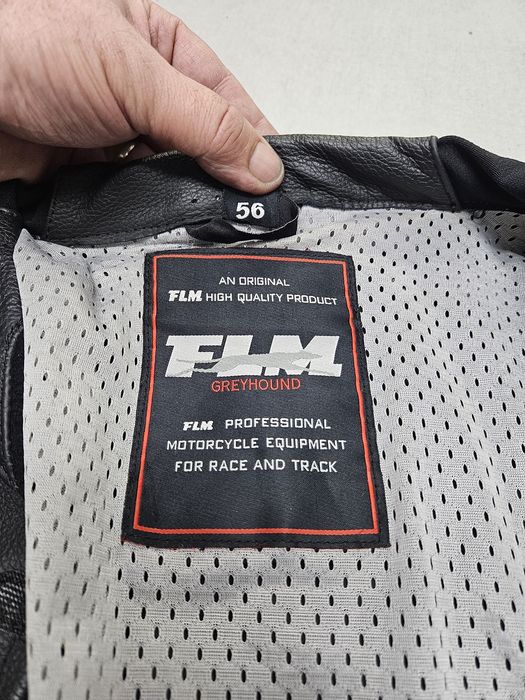 56
AN ORIGINAL
FLM HIGH QUALITY PRODUCT
FLM
GREYHOUND
FLM PROFESSIONAL
MOTORCYCLE EQUIPMENT
FOR RACE AND TRACK